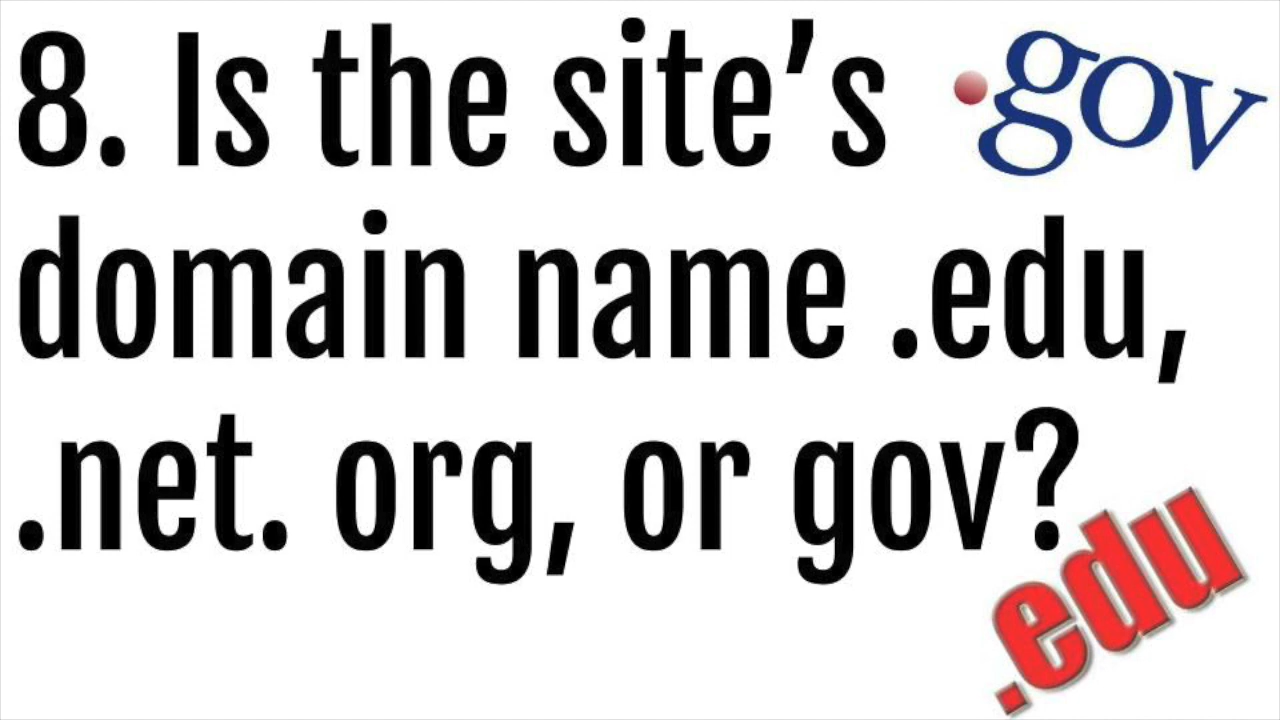 8. Is the site’s
.gov
domain name .edu,
.net. org, or gov?
.edu